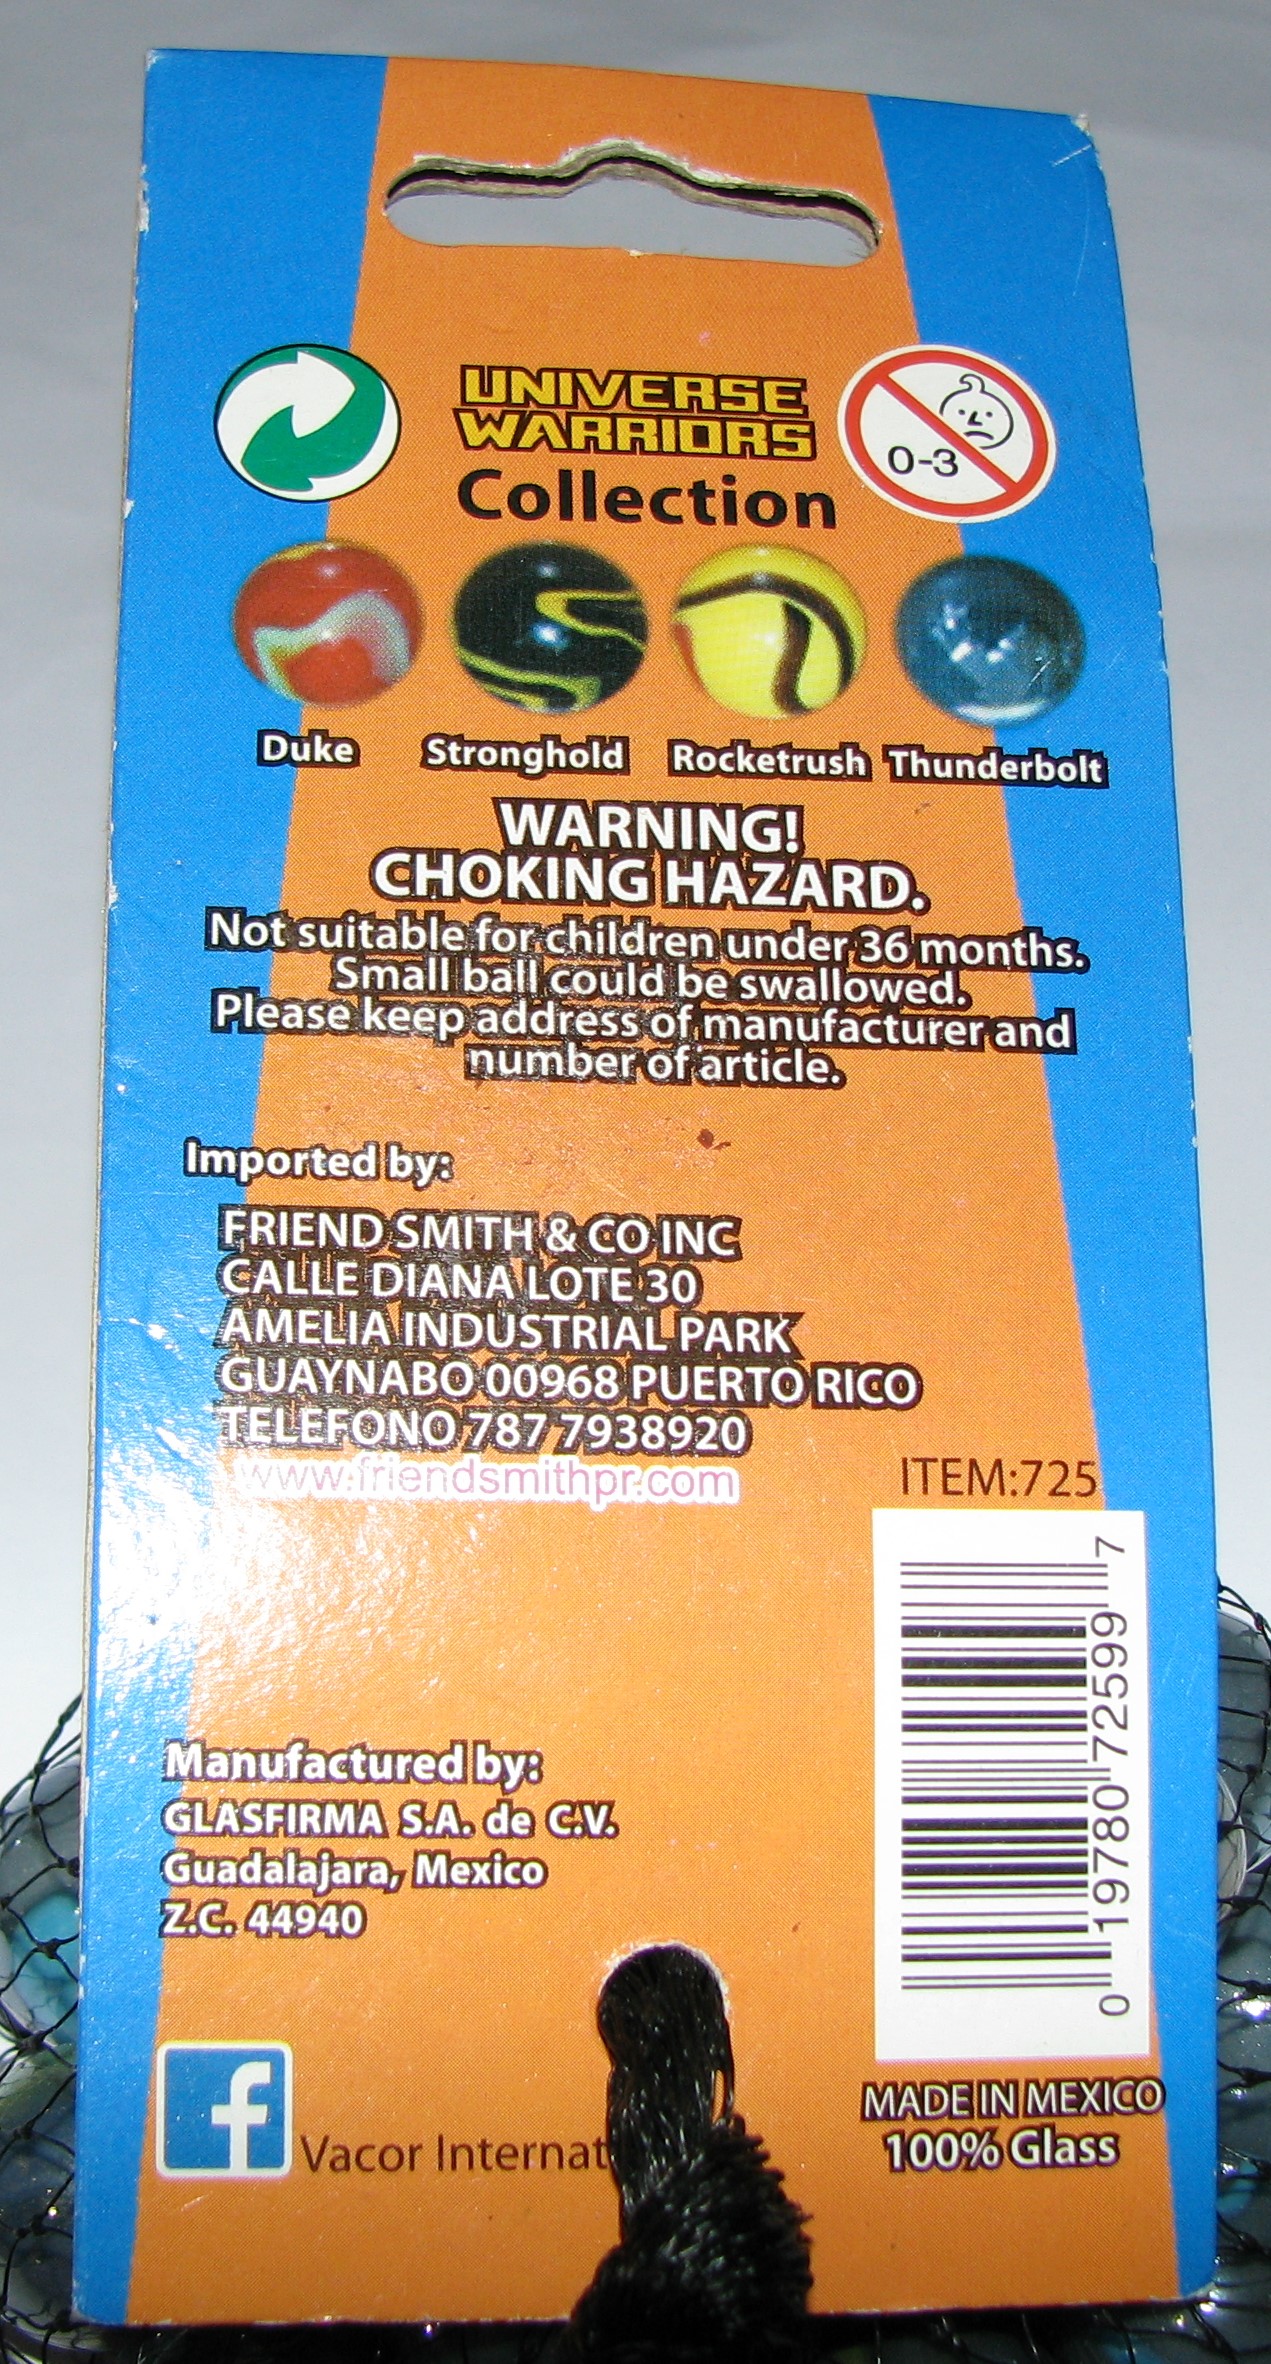 UNIVERSE
WARRIORS
Collection
0-3
Duke Stronghold Rocketrush Thunderbolt
WARNING!
CHOKING HAZARD.
Not suitable for children under 36 months.
Small ball could be swallowed.
Please keep address of manufacturer and
number of article.
Imported by:
FRIEND SMITH & CO INC
CALLE DIANA LOTE 30
AMELIA INDUSTRIAL PARK
GUAYNABO 00968 PUERTO RICO
TELEFONO 787 7938920
www.friendsmithpr.com
ITEM:725
0 19780 72599 7
Manufactured by:
GLASFIRMA S.A. de C.V.
Guadalajara, Mexico
Z.C. 44940
f
Vacor Internat
MADE IN MEXICO
100% Glass